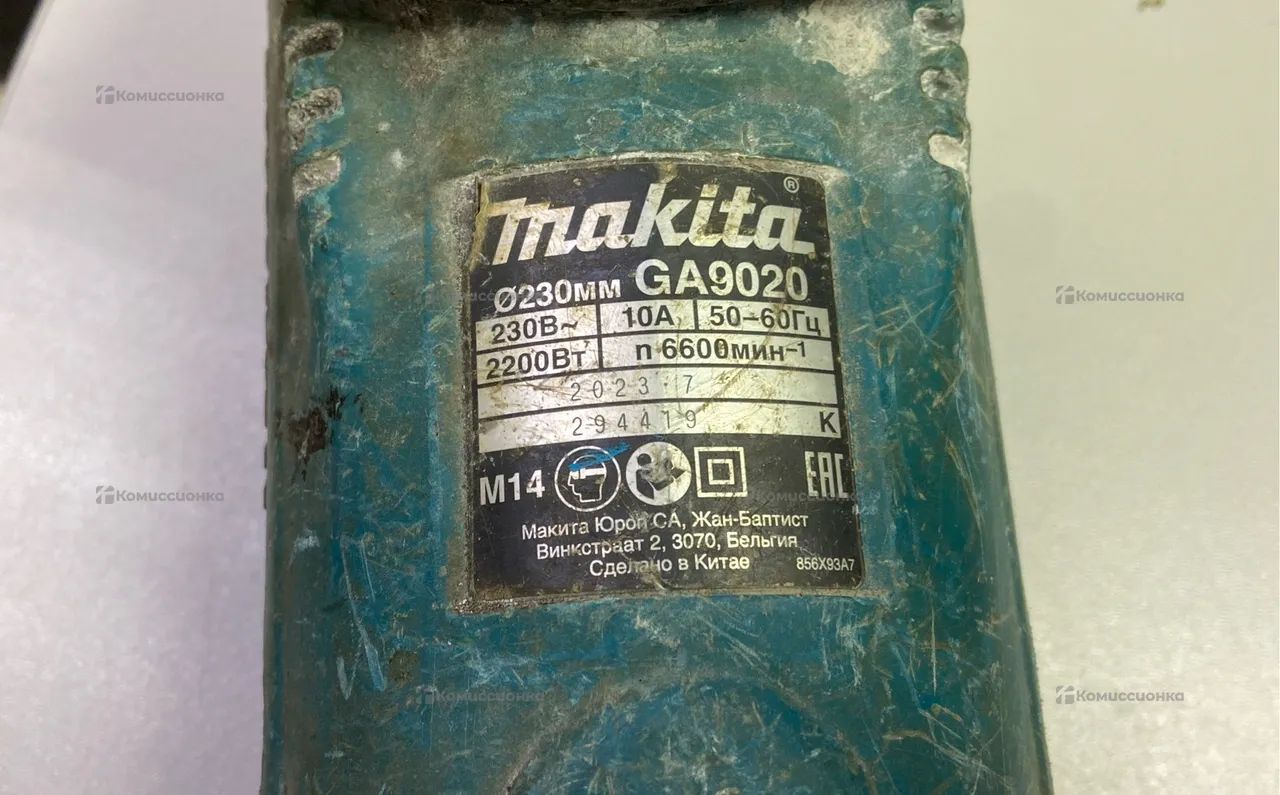 makita®
Ø230мм GA9020
230В~ 10А 50-60Гц
2200Вт n 6600мин-1
2023 7
294419 K
M14 EAC
Макита Юроп СА, Жан-Баптист
Винкстраат 2, 3070, Бельгия
Сделано в Китае 856X93A7
Комиссионка
Комиссионка
Комиссионка
Комиссионка
Комиссионка
Комиссионка